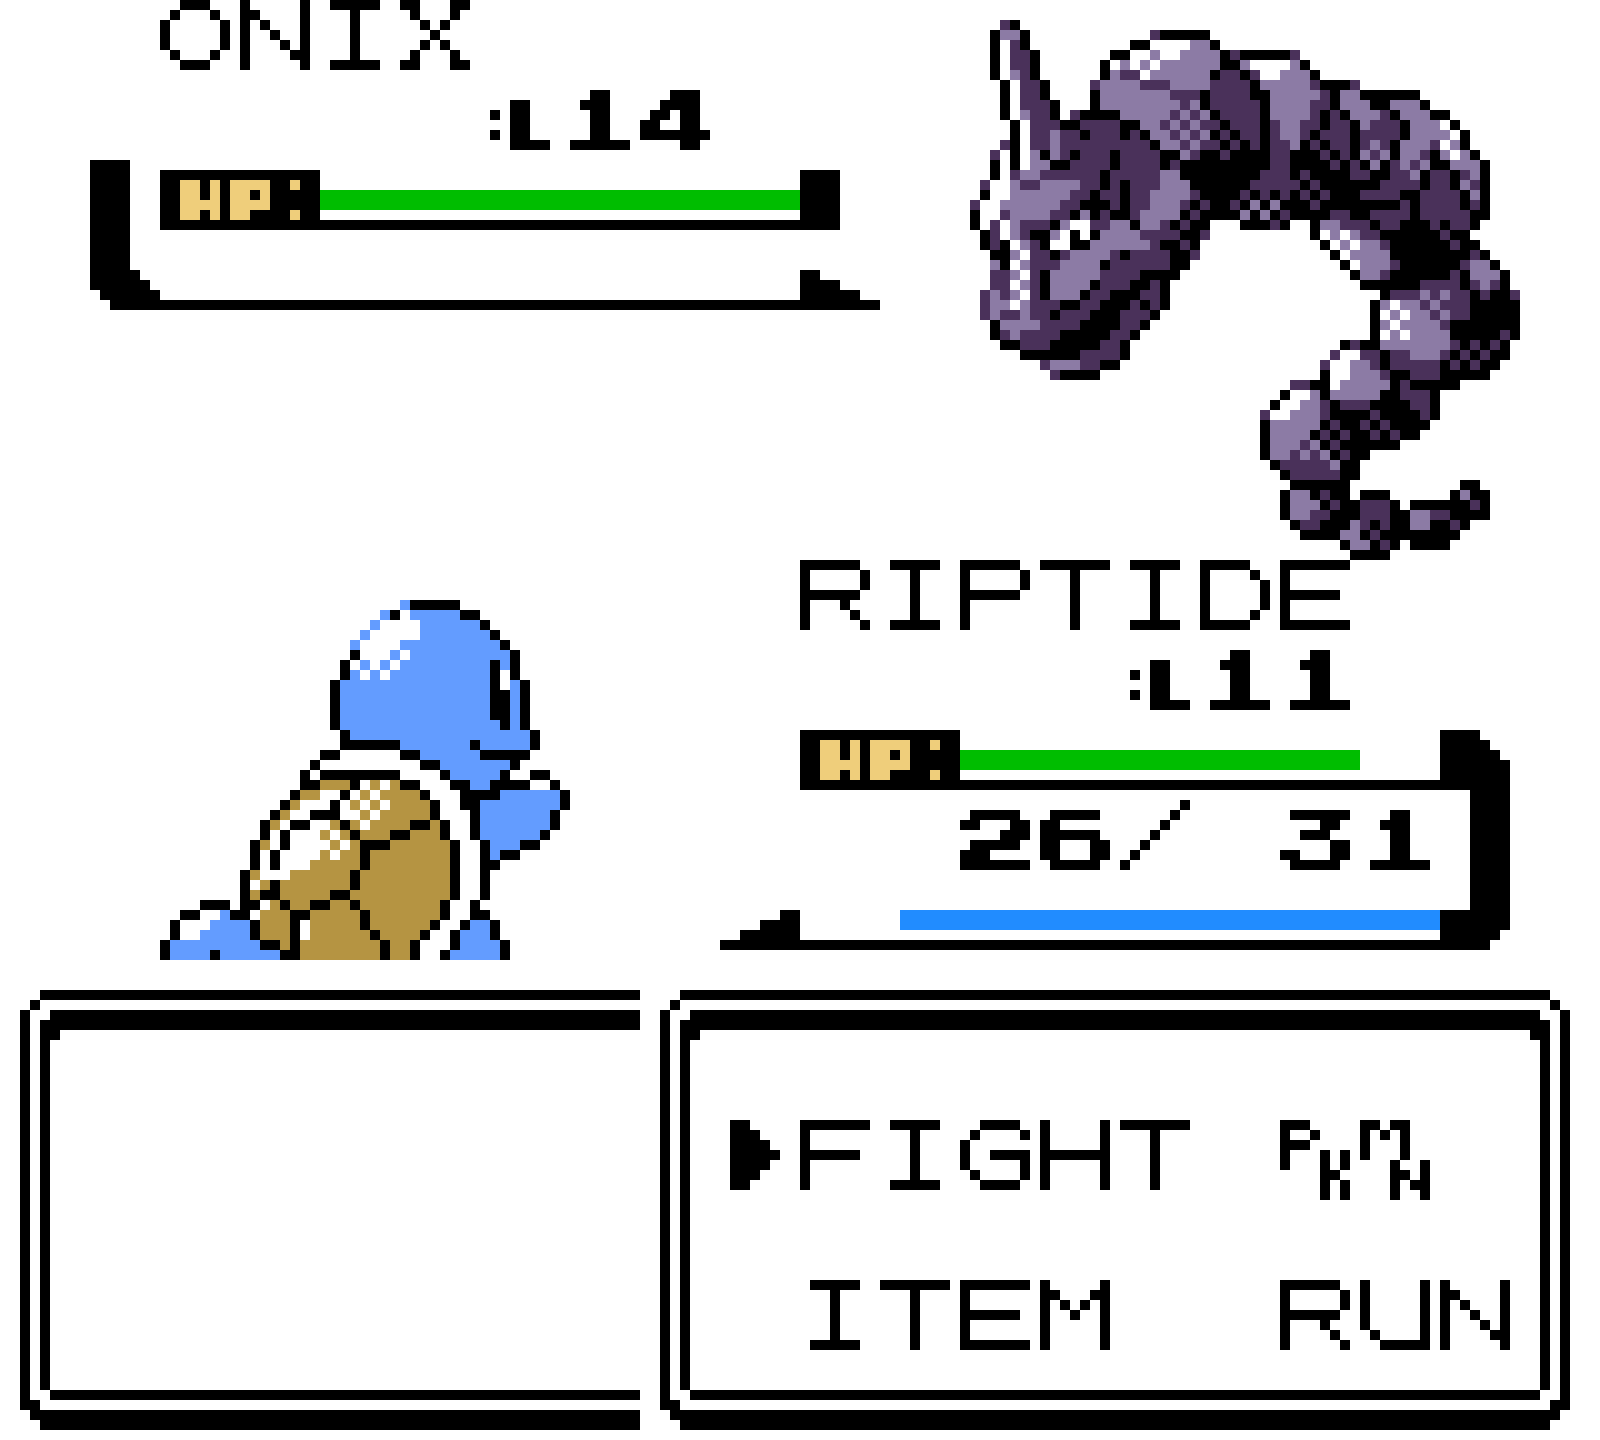 ONIX
:L14
HP:
RIPTIDE
:L11
HP:
26/ 31
▶FIGHT PKMN
ITEM RUN